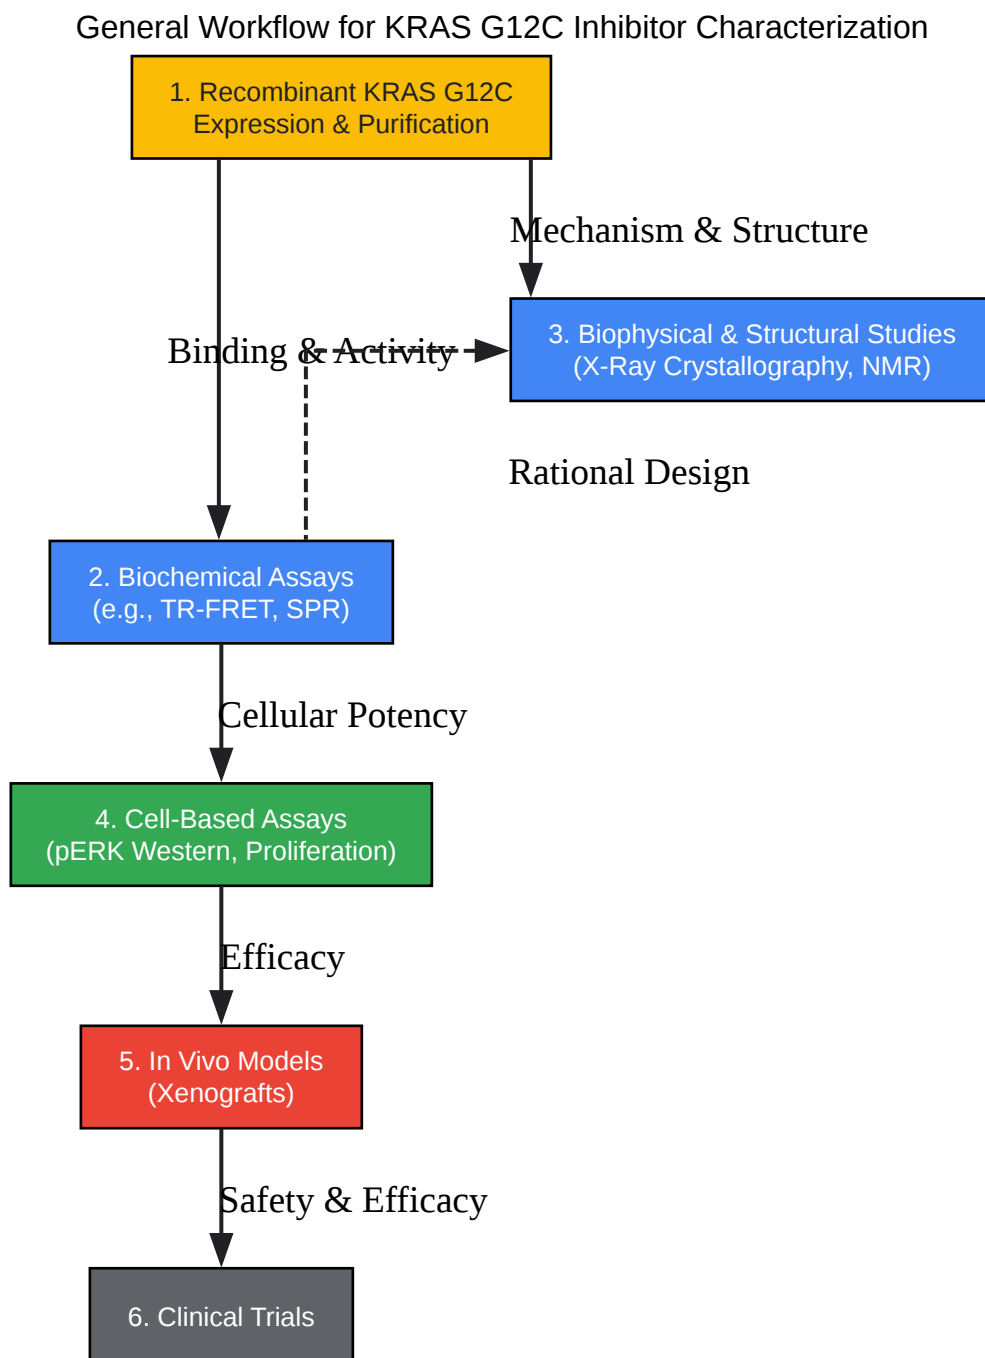 General Workflow for KRAS G12C Inhibitor Characterization
1. Recombinant KRAS G12C
Expression & Purification
Mechanism & Structure
Binding & Activity
3. Biophysical & Structural Studies
(X-Ray Crystallography, NMR)
Rational Design
2. Biochemical Assays
(e.g., TR-FRET, SPR)
Cellular Potency
4. Cell-Based Assays
(pERK Western, Proliferation)
Efficacy
5. In Vivo Models
(Xenografts)
Safety & Efficacy
6. Clinical Trials